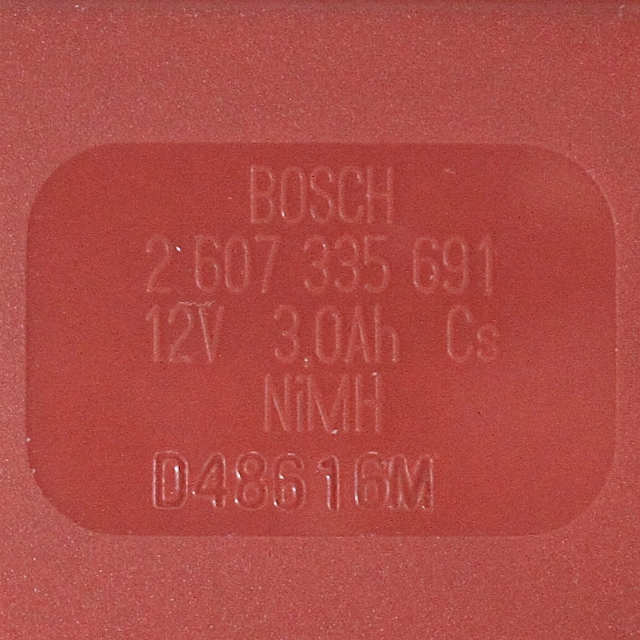 BOSCH
2 607 335 691
12V 3.0Ah Cs
NiMH
D48616M